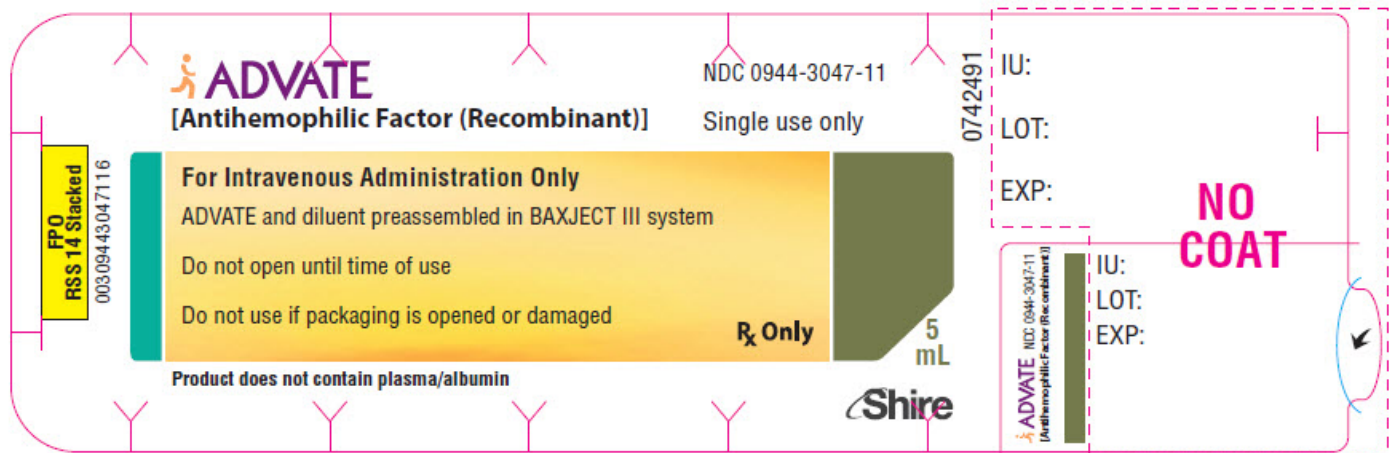 ADVATE
[Antihemophilic Factor (Recombinant)]
NDC 0944-3047-11
Single use only
For Intravenous Administration Only
ADVATE and diluent preassembled in BAXJECT III system
Do not open until time of use
Do not use if packaging is opened or damaged
Rx Only
5
mL
Product does not contain plasma/albumin
Shire
FPO
RSS 14 Stacked
00309443047116
0742491
IU:
LOT:
EXP:
NO
COAT
ADVATE NDC 0944-3047-11
[Antihemophilic Factor (Recombinant)]
IU:
LOT:
EXP: